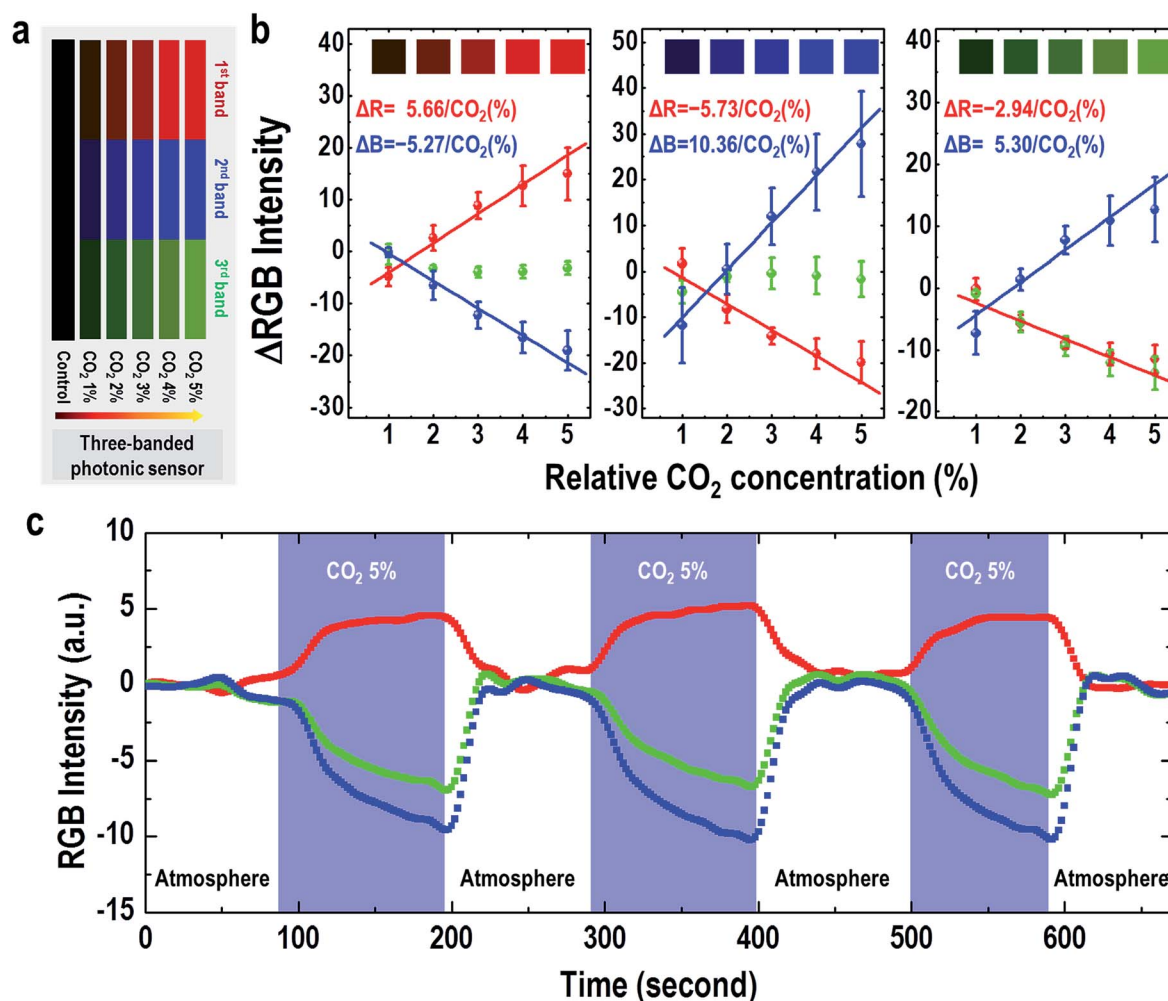 a
1st band
2nd band
3rd band
Control
CO2 1%
CO2 2%
CO2 3%
CO2 4%
CO2 5%
Three-banded
photonic sensor
b
ΔRGB Intensity
40
30
20
10
0
-10
-20
-30
ΔR= 5.66/CO2(%)
ΔB=−5.27/CO2(%)
1 2 3 4 5
50
40
30
20
10
0
-10
-20
-30
ΔR=−5.73/CO2(%)
ΔB=10.36/CO2(%)
1 2 3 4 5
40
30
20
10
0
-10
-20
ΔR=−2.94/CO2(%)
ΔB= 5.30/CO2(%)
1 2 3 4 5
Relative CO2 concentration (%)
c
RGB Intensity (a.u.)
10
5
0
-5
-10
-15
CO2 5% CO2 5% CO2 5%
Atmosphere Atmosphere Atmosphere Atmosphere
0 100 200 300 400 500 600
Time (second)